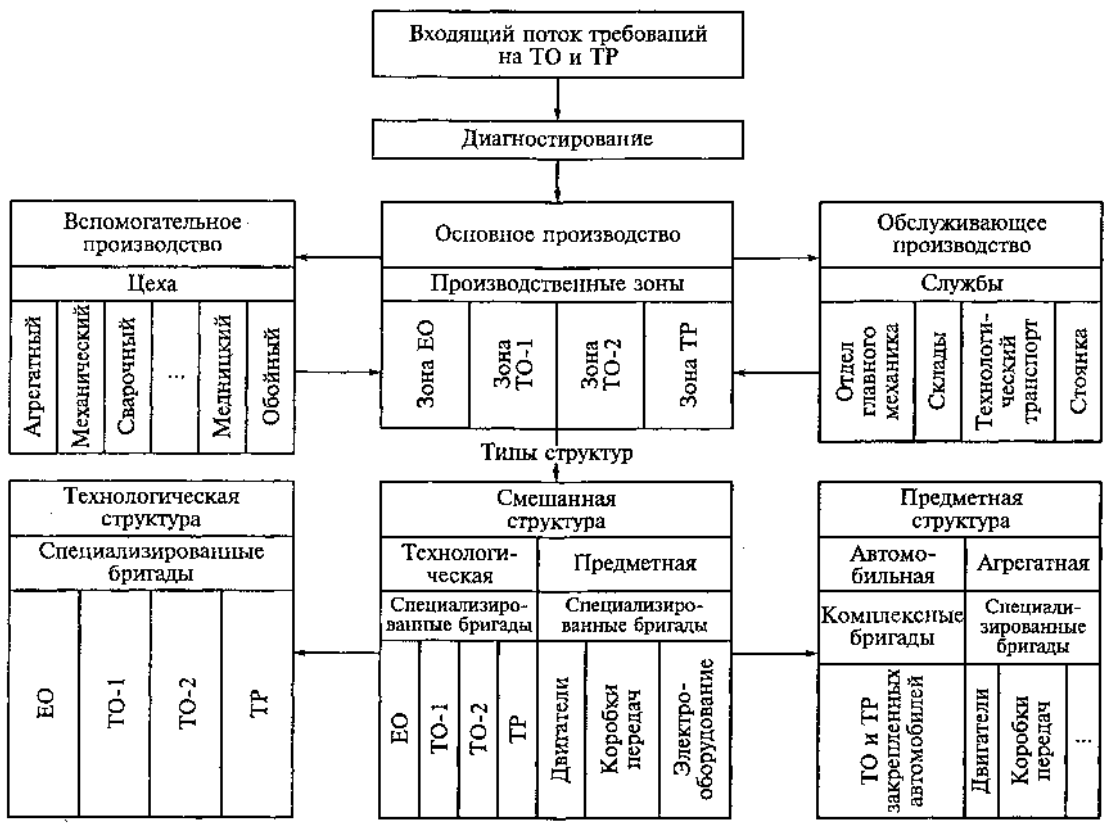 Входящий поток требований
на ТО и ТР
Диагностирование
Вспомогательное
производство
Цеха
Агрегатный
Механический
Сварочный
...
Медницкий
Обойный
Основное производство
Производственные зоны
Зона ЕО
Зона
ТО-1
Зона
ТО-2
Зона ТР
Обслуживающее
производство
Службы
Отдел
главного
механика
Склады
Технологи-
ческий
транспорт
Стоянка
Типы структур
Технологическая
структура
Специализированные
бригады
ЕО
ТО-1
ТО-2
ТР
Смешанная
структура
Технологи-
ческая
Предметная
Специализиро-
ванные бригады
Специализиро-
ванные бригады
ЕО
ТО-1
ТО-2
ТР
Двигатели
Коробки
передач
Электро-
оборудование
Предметная
структура
Автомо-
бильная
Агрегатная
Комплексные
бригады
Специали-
зированные
бригады
ТО и ТР
закрепленных
автомобилей
Двигатели
Коробки
передач
...